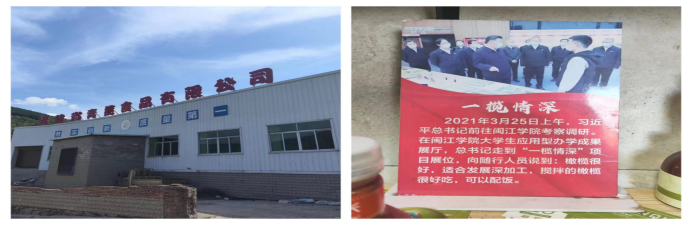 食品有限公司
第一
一榄情深
2021年3月25日上午，习近
平总书记前往闽江学院考察调研。
在闽江学院大学生应用型办学成果
展厅，总书记走到“一榄情深”项
目展位，向随行人员说到：橄榄很
好，适合发展深加工，搅拌的橄榄
很好吃，可以配饭。